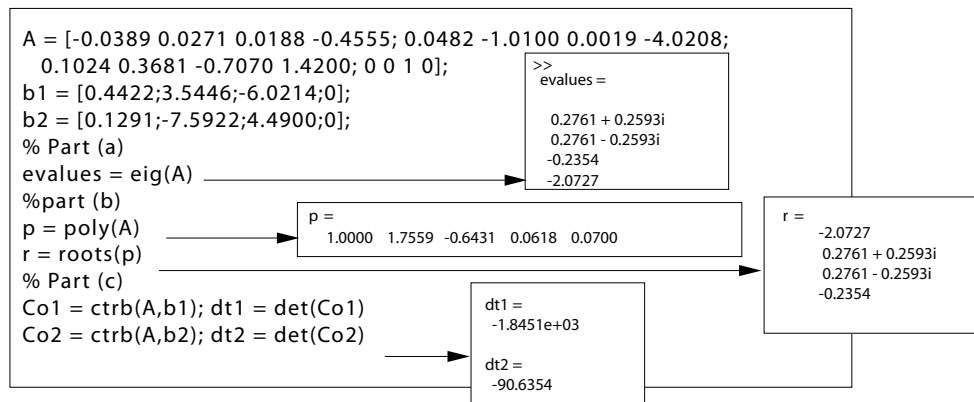 A = [-0.0389 0.0271 0.0188 -0.4555; 0.0482 -1.0100 0.0019 -4.0208;
0.1024 0.3681 -0.7070 1.4200; 0 0 1 0];
b1 = [0.4422;3.5446;-6.0214;0];
b2 = [0.1291;-7.5922;4.4900;0];
% Part (a)
evalues = eig(A)
>>
evalues =
0.2761 + 0.2593i
0.2761 - 0.2593i
-0.2354
-2.0727
%part (b)
p = poly(A)
r = roots(p)
p =
1.0000 1.7559 -0.6431 0.0618 0.0700
r =
-2.0727
0.2761 + 0.2593i
0.2761 - 0.2593i
-0.2354
% Part (c)
Co1 = ctrb(A,b1); dt1 = det(Co1)
Co2 = ctrb(A,b2); dt2 = det(Co2)
dt1 =
-1.8451e+03
dt2 =
-90.6354